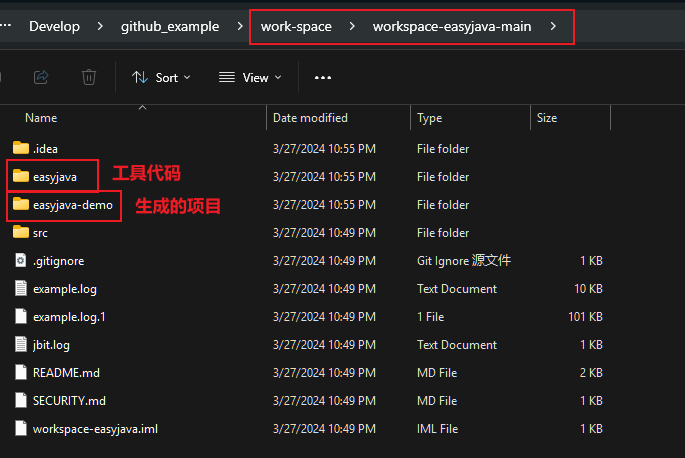 ··· Develop > github_example > work-space > workspace-easyjava-main >
Sort View ···
Name Date modified Type Size
.idea 3/27/2024 10:55 PM File folder
easyjava 工具代码 3/27/2024 10:55 PM File folder
easyjava-demo 生成的项目 3/27/2024 10:55 PM File folder
src 3/27/2024 10:49 PM File folder
.gitignore 3/27/2024 10:49 PM Git Ignore 源文件 1 KB
example.log 3/27/2024 10:49 PM Text Document 10 KB
example.log.1 3/27/2024 10:49 PM 1 File 101 KB
jbit.log 3/27/2024 10:49 PM Text Document 1 KB
README.md 3/27/2024 10:49 PM MD File 2 KB
SECURITY.md 3/27/2024 10:49 PM MD File 1 KB
workspace-easyjava.iml 3/27/2024 10:49 PM IML File 1 KB